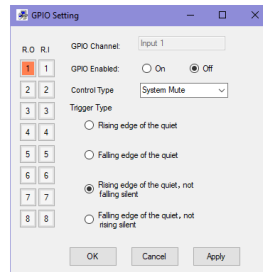 GPIO Setting
R.O R.I
GPIO Channel: Input 1
1 1 GPIO Enabled: On Off
2 2 Control Type System Mute
3 3 Trigger Type
4 4 Rising edge of the quiet
5 5 Falling edge of the quiet
6 6
7 7 Rising edge of the quiet, not
falling silent
8 8 Falling edge of the quiet, not
rising silent
OK Cancel Apply